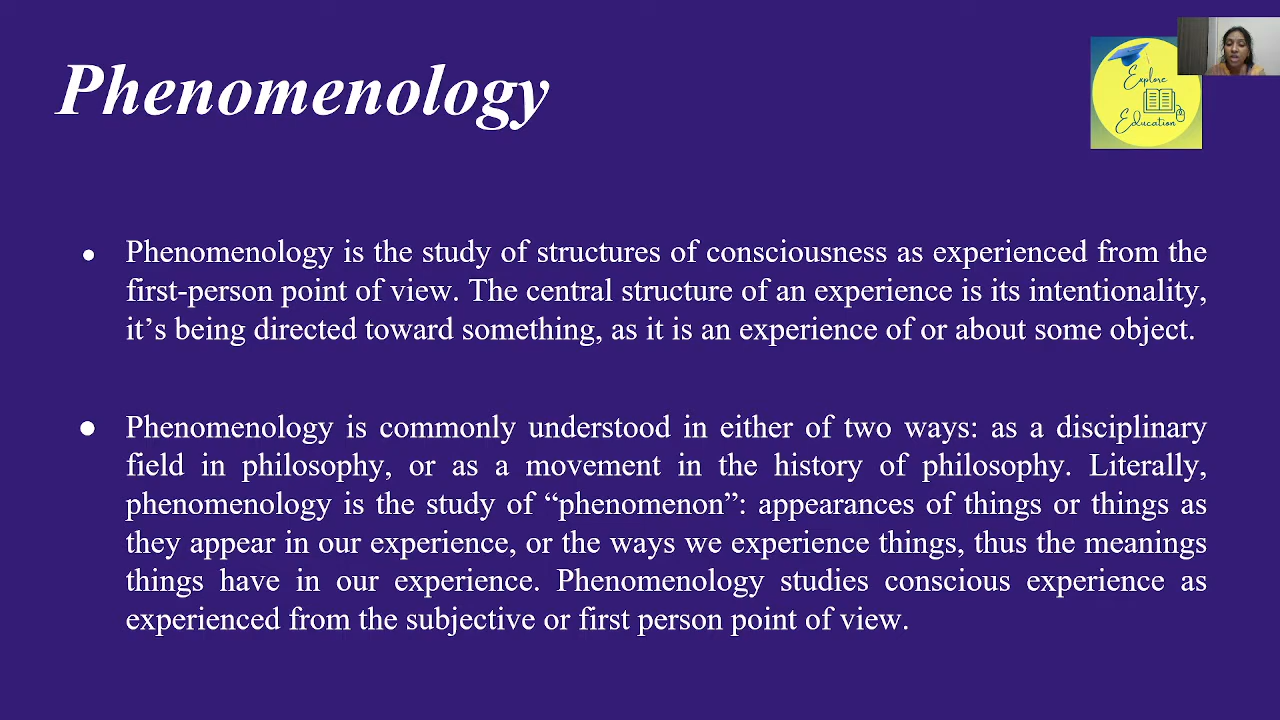 Phenomenology
Explore
Education
● Phenomenology is the study of structures of consciousness as experienced from the
first-person point of view. The central structure of an experience is its intentionality,
it’s being directed toward something, as it is an experience of or about some object.
● Phenomenology is commonly understood in either of two ways: as a disciplinary
field in philosophy, or as a movement in the history of philosophy. Literally,
phenomenology is the study of “phenomenon”: appearances of things or things as
they appear in our experience, or the ways we experience things, thus the meanings
things have in our experience. Phenomenology studies conscious experience as
experienced from the subjective or first person point of view.